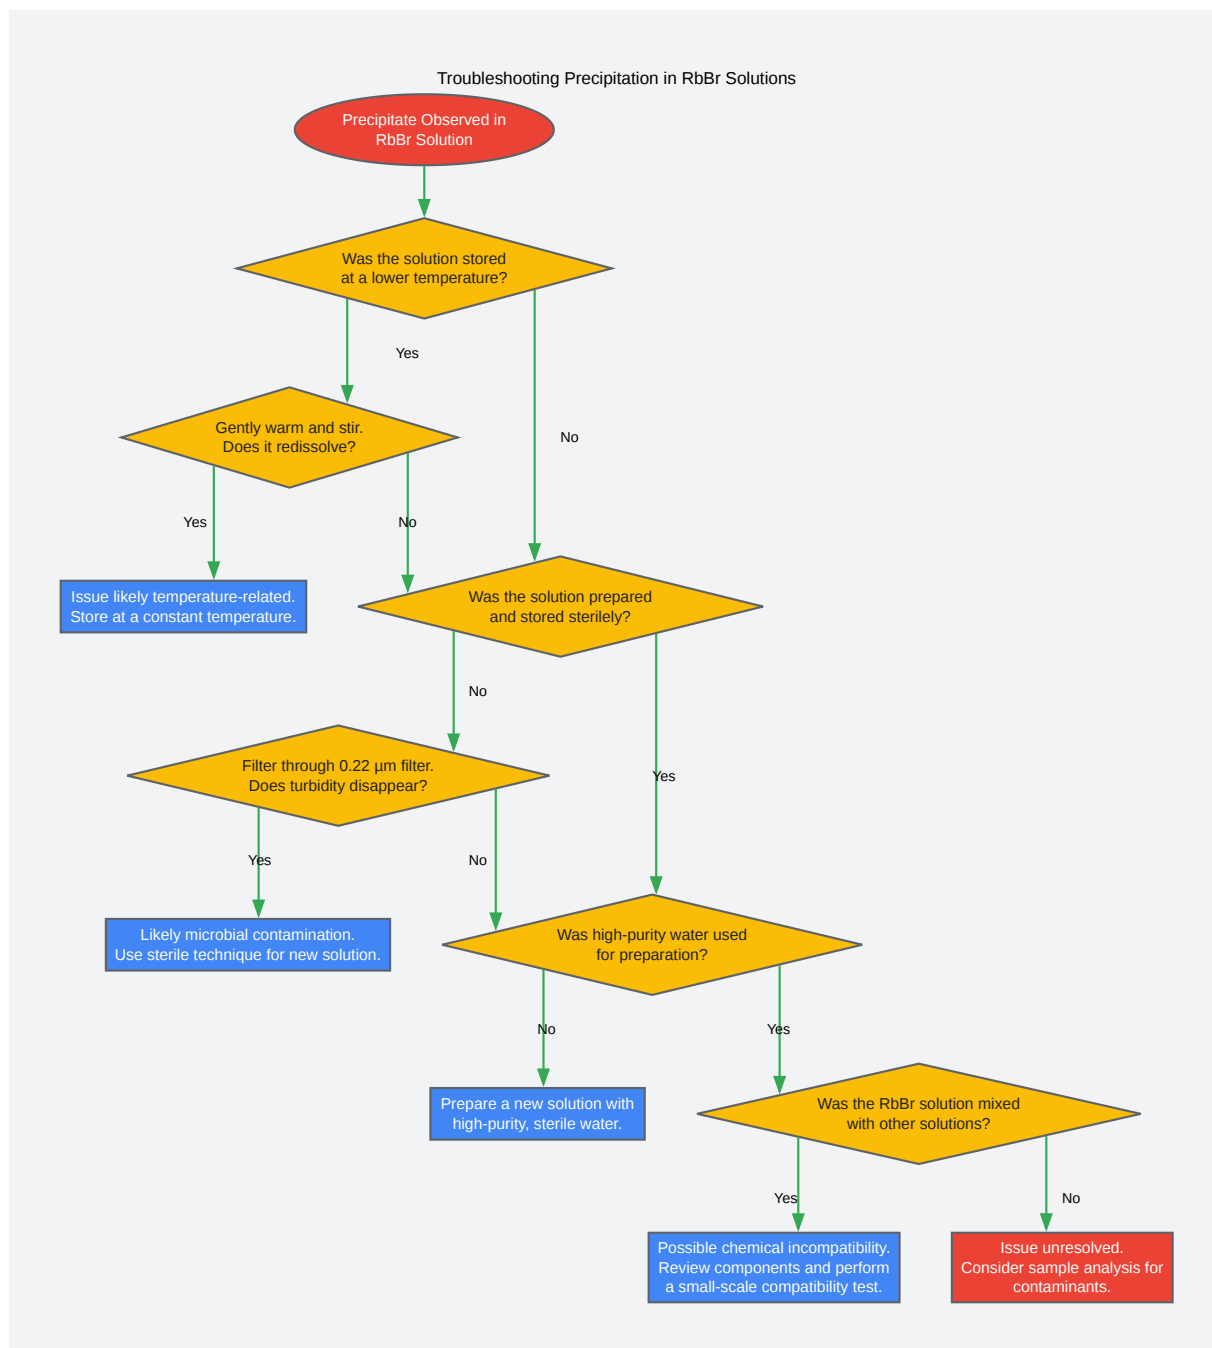 Troubleshooting Precipitation in RbBr Solutions
Precipitate Observed in
RbBr Solution
Was the solution stored
at a lower temperature?
Yes
No
Gently warm and stir.
Does it redissolve?
Yes
No
Issue likely temperature-related.
Store at a constant temperature.
Was the solution prepared
and stored sterilely?
No
Yes
Filter through 0.22 µm filter.
Does turbidity disappear?
Yes
No
Likely microbial contamination.
Use sterile technique for new solution.
Was high-purity water used
for preparation?
No
Yes
Prepare a new solution with
high-purity, sterile water.
Was the RbBr solution mixed
with other solutions?
Yes
No
Possible chemical incompatibility.
Review components and perform
a small-scale compatibility test.
Issue unresolved.
Consider sample analysis for
contaminants.